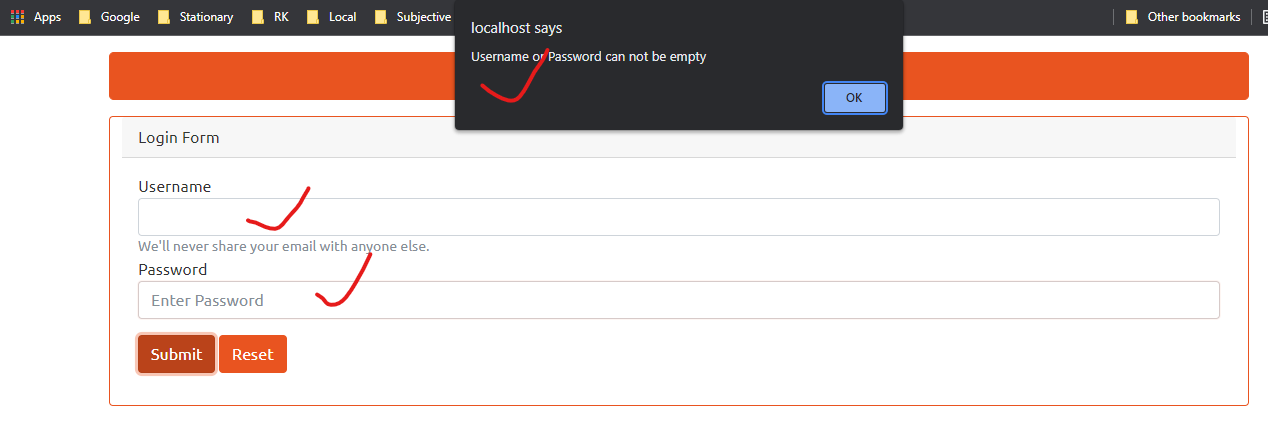 Apps Google Stationary RK Local Subjective Other bookmarks
localhost says
Username or Password can not be empty
OK
Login Form
Username
We'll never share your email with anyone else.
Password
Enter Password
Submit Reset